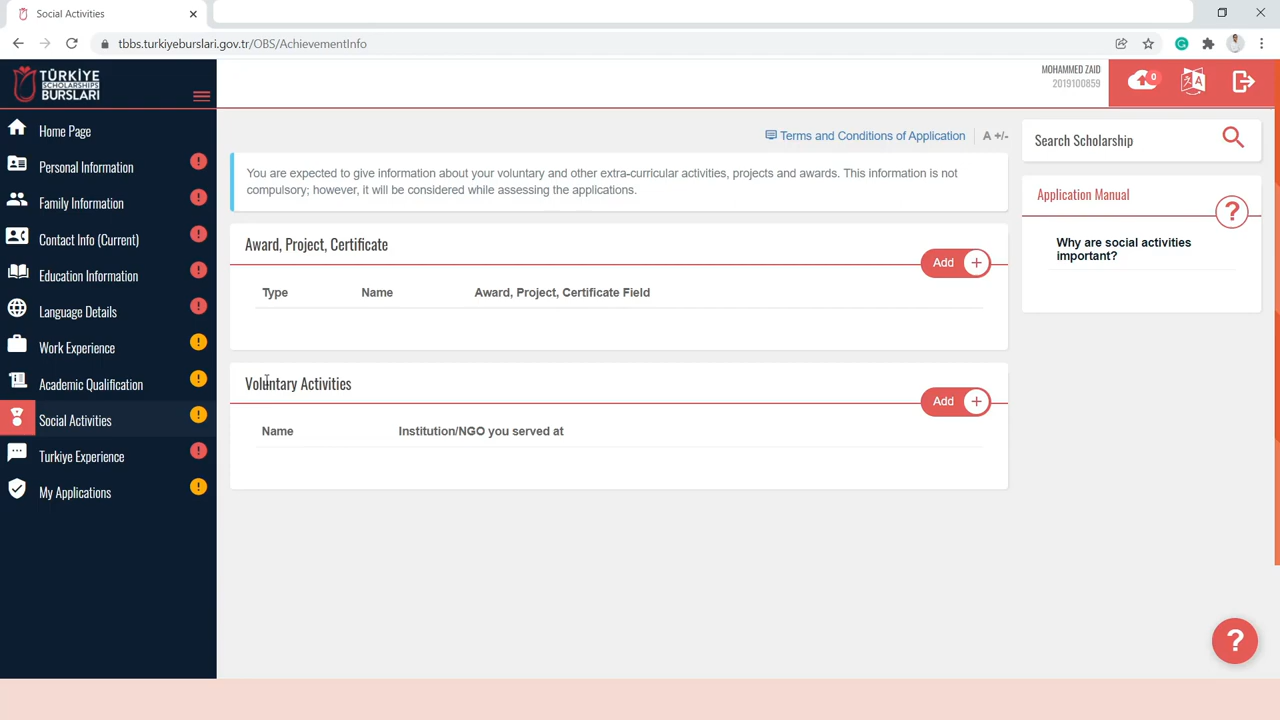 Social Activities
tbbs.turkiyeburslari.gov.tr/OBS/AchievementInfo
TÜRKİYE
SCHOLARSHIPS
BURSLARI
MOHAMMED ZAID
2019100859
0
A
Home Page
Personal Information
Family Information
Contact Info (Current)
Education Information
Language Details
Work Experience
Academic Qualification
Social Activities
Turkiye Experience
My Applications
Terms and Conditions of Application
A +/-
You are expected to give information about your voluntary and other extra-curricular activities, projects and awards. This information is not
compulsory; however, it will be considered while assessing the applications.
Award, Project, Certificate
Add +
Type Name Award, Project, Certificate Field
Voluntary Activities
Add +
Name Institution/NGO you served at
Search Scholarship
Application Manual
?
Why are social activities
important?
?